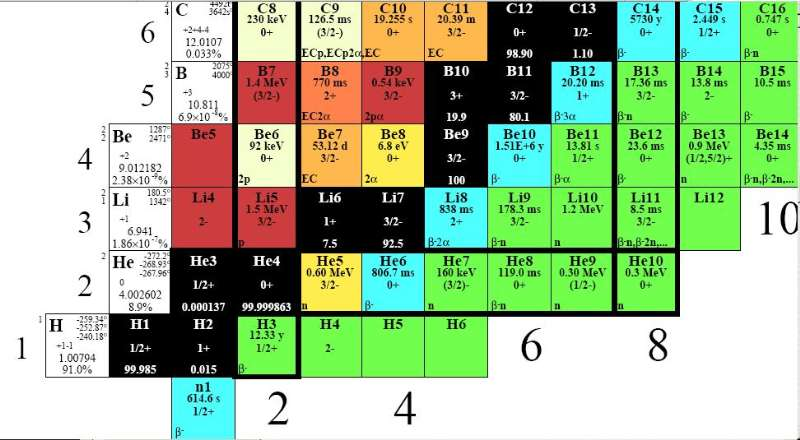 6
2
4
C
4492°
3642°
+2+4-4
12.0107
0.033%
C8
230 keV
0+
C9
126.5 ms
(3/2-)
ECp,ECp2α,
C10
19.255 s
0+
EC
C11
20.39 m
3/2-
EC
C12
0+
98.90
C13
1/2-
1.10
C14
5730 y
0+
β-
C15
2.449 s
1/2+
β-
C16
0.747 s
0+
β-n
5
2
3
B
2075°
4000°
+3
10.811
6.9×10⁻⁸%
B7
1.4 MeV
(3/2-)
B8
770 ms
2+
EC2α
B9
0.54 keV
3/2-
2pα
B10
3+
19.9
B11
3/2-
80.1
B12
20.20 ms
1+
β-3α
B13
17.36 ms
3/2-
β-n
B14
13.8 ms
2-
β-
B15
10.5 ms
β-
4
2
2
Be
1287°
2471°
+2
9.012182
2.38×10⁻⁹%
Be5
Be6
92 keV
0+
2p
Be7
53.12 d
3/2-
EC
Be8
6.8 eV
0+
2α
Be9
3/2-
100
Be10
1.51E+6 y
0+
β-
Be11
13.81 s
1/2+
β-α
Be12
23.6 ms
0+
β-
Be13
0.9 MeV
(1/2,5/2)+
n
Be14
4.35 ms
0+
β-n,β-2n,...
3
2
1
Li
180.5°
1342°
+1
6.941
1.86×10⁻⁷%
Li4
2-
Li5
1.5 MeV
3/2-
p
Li6
1+
7.5
Li7
3/2-
92.5
Li8
838 ms
2+
β-2α
Li9
178.3 ms
3/2-
β-n
Li10
1.2 MeV
n
Li11
8.5 ms
3/2-
β-n,β-2n,...
Li12
10
2
2
He
-272.2°
-268.93°
-267.96°
0
4.002602
8.9%
He3
1/2+
0.000137
He4
0+
99.999863
He5
0.60 MeV
3/2-
n
He6
806.7 ms
0+
β-
He7
160 keV
(3/2)-
n
He8
119.0 ms
0+
β-n
He9
0.30 MeV
(1/2-)
n
He10
0.3 MeV
0+
n
1
1
H
-259.34°
-252.87°
-240.18°
+1-1
1.00794
91.0%
H1
1/2+
99.985
H2
1+
0.015
H3
12.33 y
1/2+
β-
H4
2-
H5
H6
6
8
n1
614.6 s
1/2+
β-
2
4